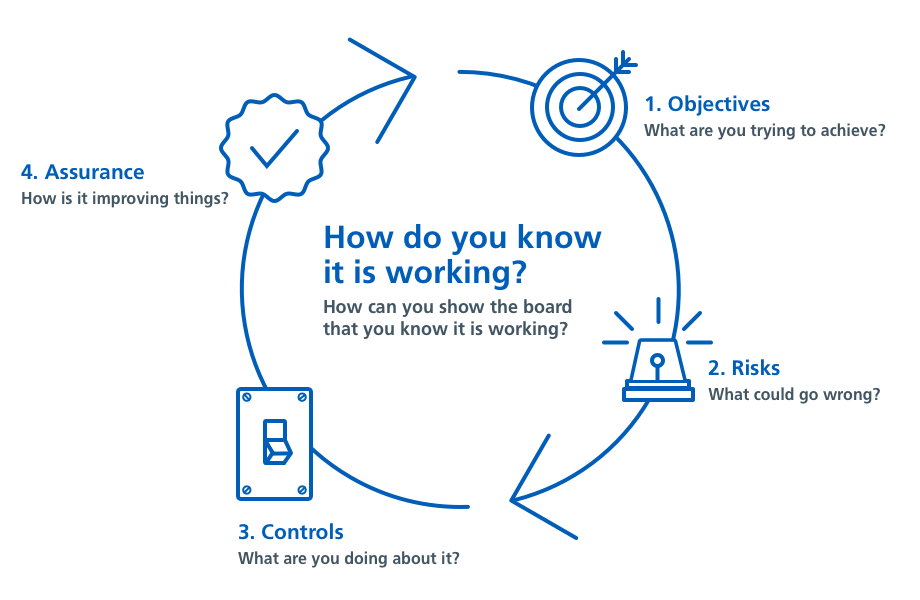 1. Objectives
What are you trying to achieve?
4. Assurance
How is it improving things?
How do you know
it is working?
How can you show the board
that you know it is working?
2. Risks
What could go wrong?
3. Controls
What are you doing about it?